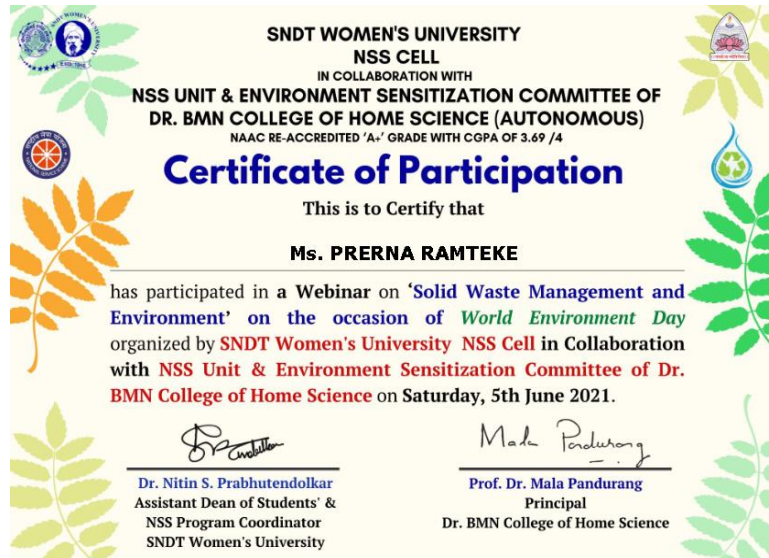 SNDT WOMEN'S UNIVERSITY
NSS CELL
IN COLLABORATION WITH
NSS UNIT & ENVIRONMENT SENSITIZATION COMMITTEE OF
DR. BMN COLLEGE OF HOME SCIENCE (AUTONOMOUS)
NAAC RE-ACCREDITED ‘A+’ GRADE WITH CGPA OF 3.69 /4
Certificate of Participation
This is to Certify that
Ms. PRERNA RAMTEKE
has participated in a Webinar on ‘Solid Waste Management and
Environment’ on the occasion of World Environment Day
organized by SNDT Women's University NSS Cell in Collaboration
with NSS Unit & Environment Sensitization Committee of Dr.
BMN College of Home Science on Saturday, 5th June 2021.
Mala Pandurang
Dr. Nitin S. Prabhutendolkar
Assistant Dean of Students' &
NSS Program Coordinator
SNDT Women's University
Prof. Dr. Mala Pandurang
Principal
Dr. BMN College of Home Science